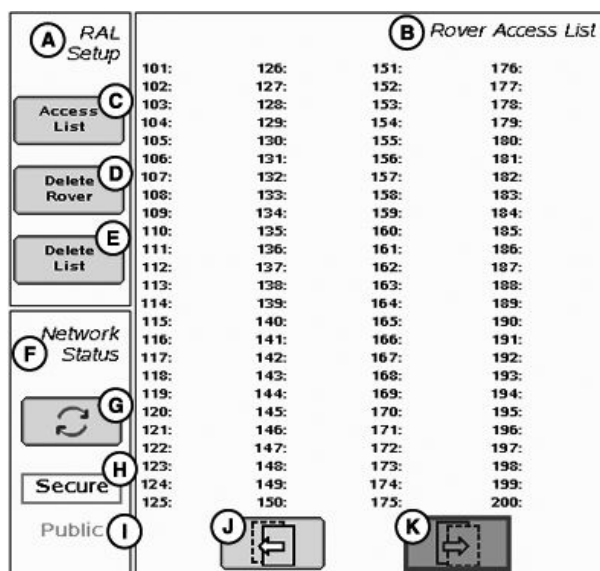 A RAL
Setup
B Rover Access List
C
Access
List
D
Delete
Rover
E
Delete
List
F
Network
Status
G
H
Secure
I
Public
101: 126: 151: 176:
102: 127: 152: 177:
103: 128: 153: 178:
104: 129: 154: 179:
105: 130: 155: 180:
106: 131: 156: 181:
107: 132: 157: 182:
108: 133: 158: 183:
109: 134: 159: 184:
110: 135: 160: 185:
111: 136: 161: 186:
112: 137: 162: 187:
113: 138: 163: 188:
114: 139: 164: 189:
115: 140: 165: 190:
116: 141: 166: 191:
117: 142: 167: 192:
118: 143: 168: 193:
119: 144: 169: 194:
120: 145: 170: 195:
121: 146: 171: 196:
122: 147: 172: 197:
123: 148: 173: 198:
124: 149: 174: 199:
125: 150: 175: 200:
J
K